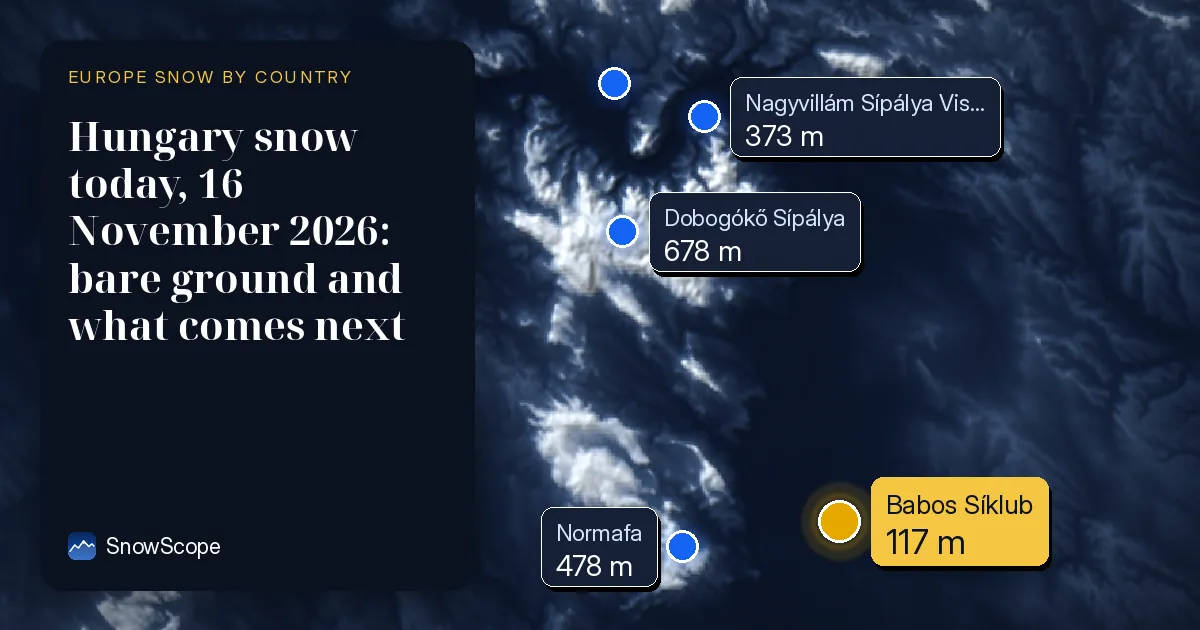 EUROPE SNOW BY COUNTRY
Hungary snow
today, 16
November 2026:
bare ground and
what comes next
SnowScope
Nagyvillám Sípálya Vis...
373 m
Dobogókő Sípálya
678 m
Normafa
478 m
Babos Síklub
117 m